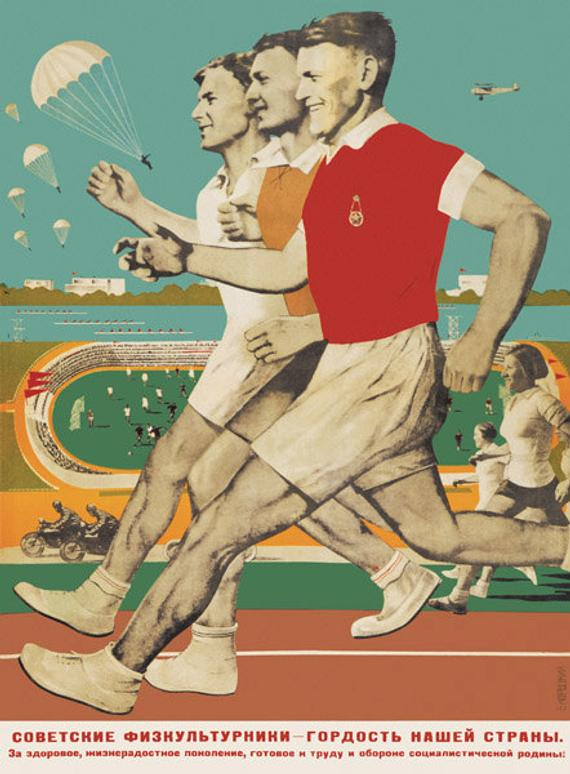 СОВЕТСКИЕ ФИЗКУЛЬТУРНИКИ — ГОРДОСТЬ НАШЕЙ СТРАНЫ.
За здоровое, жизнерадостное поколение, готовое к труду и обороне социалистической родины!